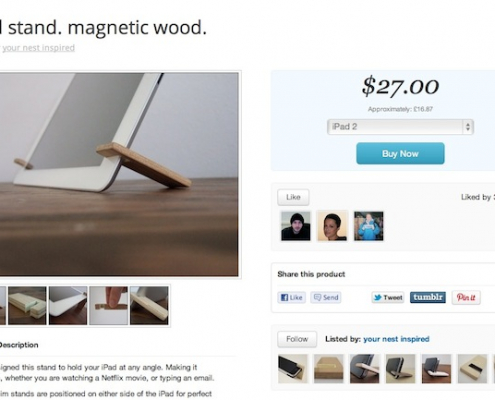 stand. magnetic wood.
your nest inspired
$27.00
Approximately: £16.87
iPad 2
Buy Now
Like
Liked by
Share this product
Like
Send
Tweet
tumblr
Pin it
Description
Follow
Listed by: your nest inspired
signed this stand to hold your iPad at any angle. Making it
, whether you are watching a Netflix movie, or typing an email.
im stands are positioned on either side of the iPad for perfect